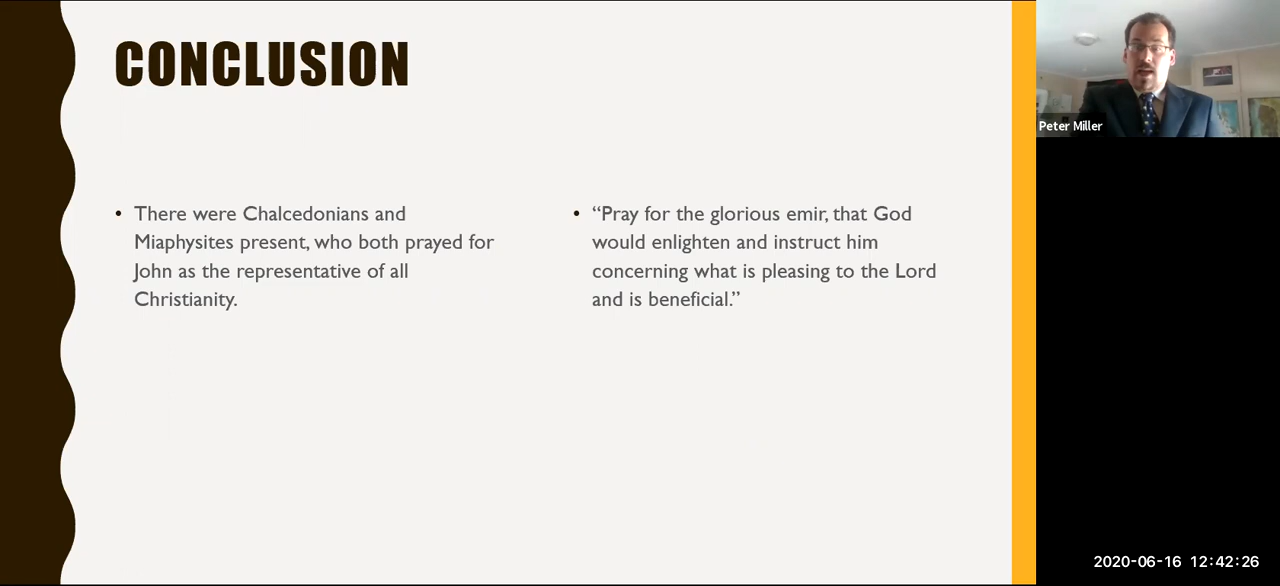 CONCLUSION
• There were Chalcedonians and
Miaphysites present, who both prayed for
John as the representative of all
Christianity.
• “Pray for the glorious emir, that God
would enlighten and instruct him
concerning what is pleasing to the Lord
and is beneficial.”
Peter Miller
2020-06-16 12:42:26